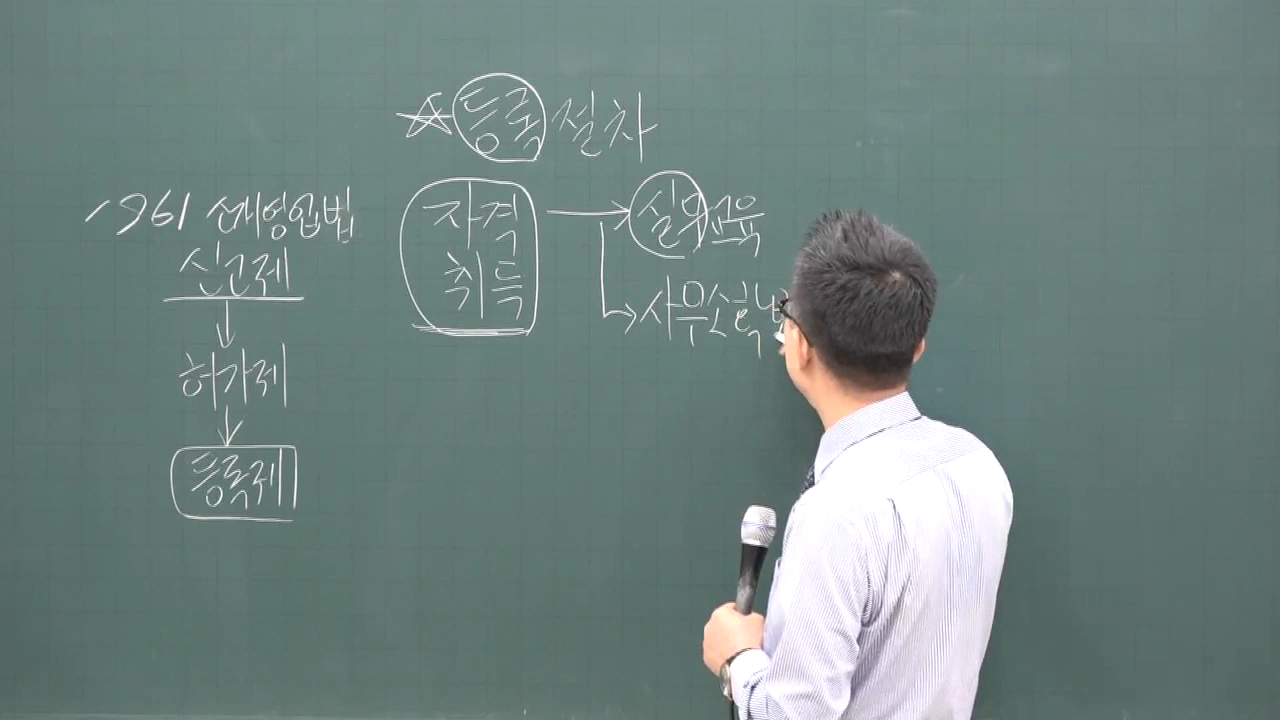 ☆등록절차
1961 소개영업법
신고제
↓
허가제
↓
등록제
자격
취득
→ 실무교육
→ 사무소확